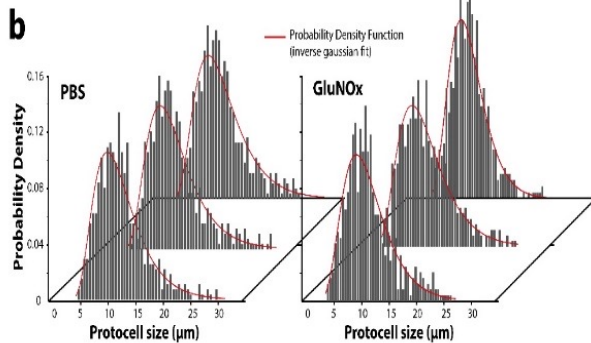 b
Probability Density Function
(inverse gaussian fit)
PBS
GluNOx
Probability Density
0.16
0.12
0.08
0.04
0
0 5 10 15 20 25 30
Protocell size (μm)
0 5 10 15 20 25 30
Protocell size (μm)